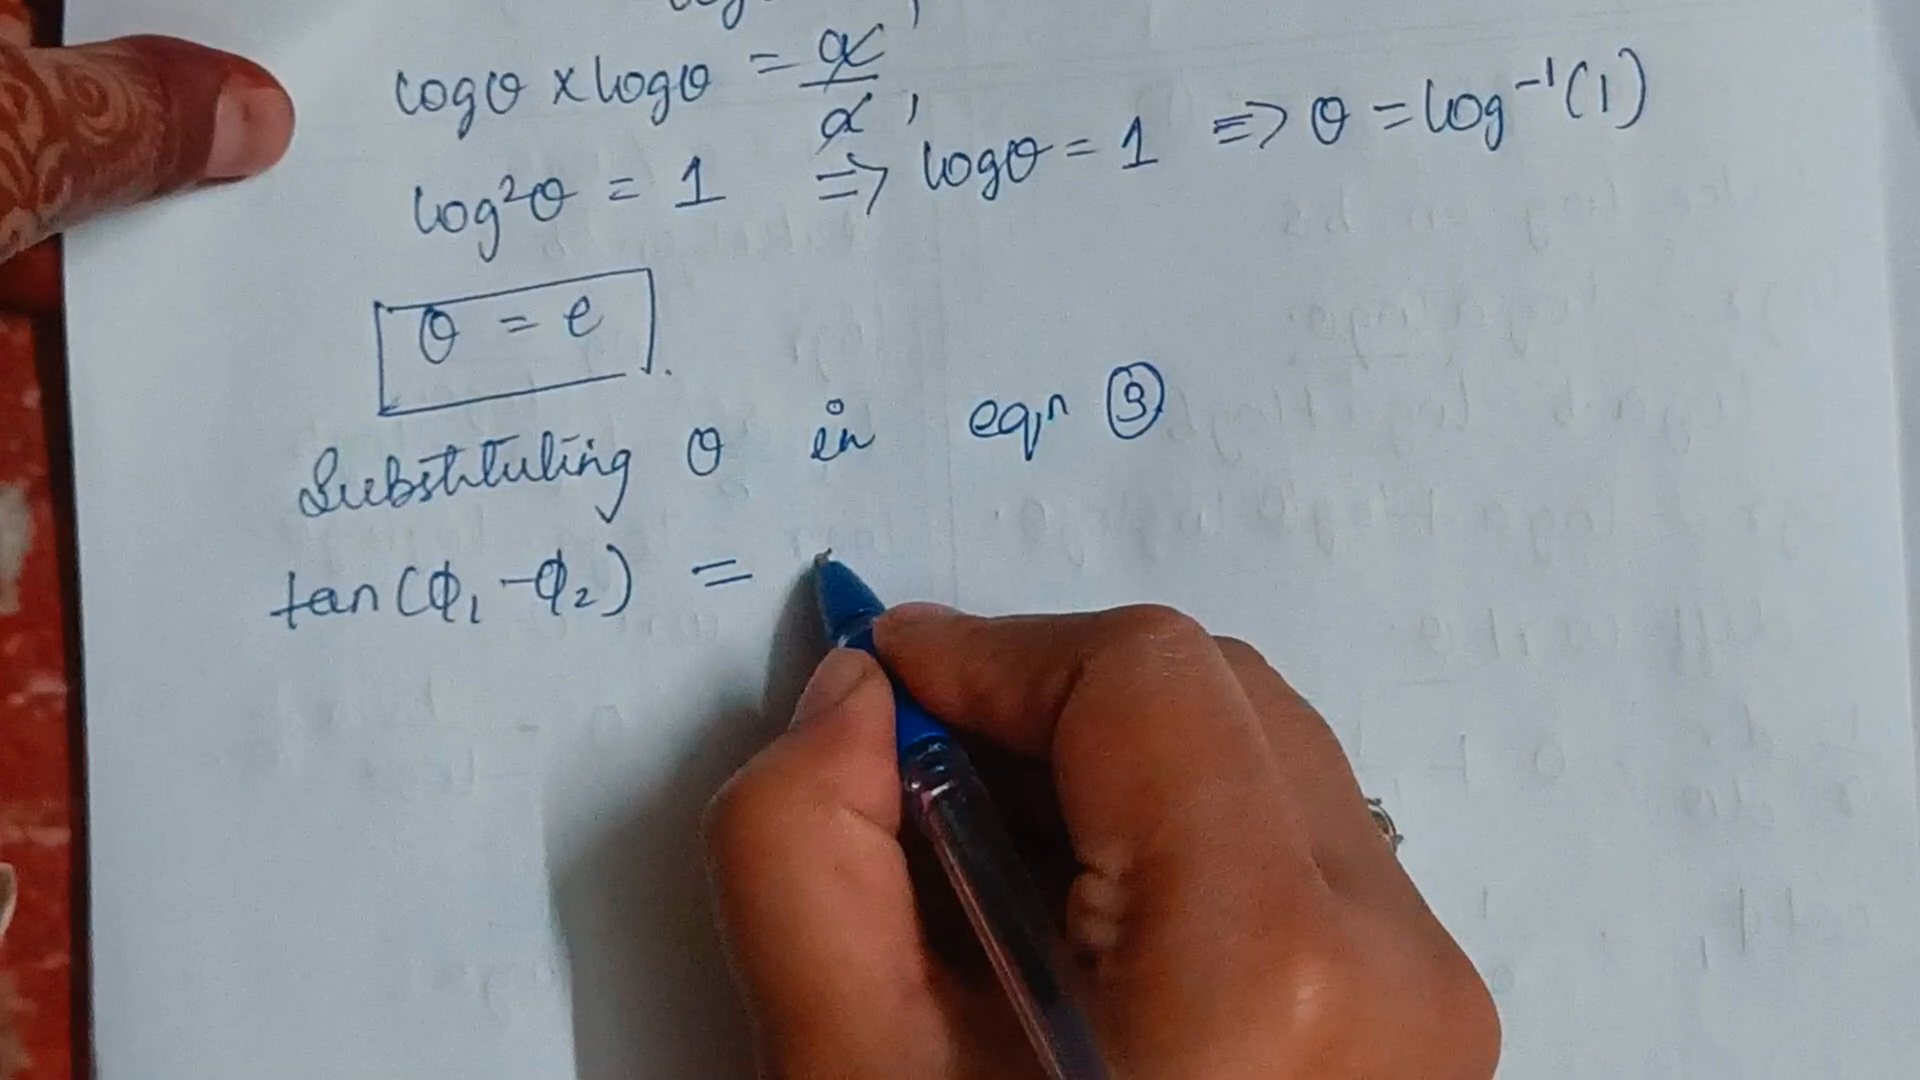 logθ × logθ = α/α,
log²θ = 1 ⇒ logθ = 1 ⇒ θ = log⁻¹(1)
θ = e.
Substituting θ in eqn ③
tan(φ₁ - φ₂) =